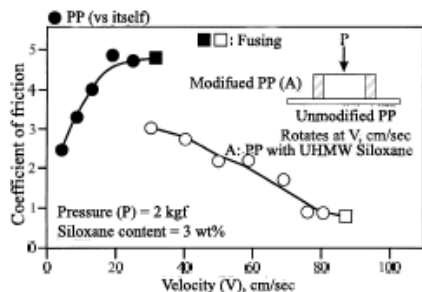 ● PP (vs itself)
■ □: Fusing
P
Modifued PP (A)
Unmodified PP
Rotates at V, cm/sec
A: PP with UHMW Siloxane
Coefficient of friction
5
4
3
2
1
0
Pressure (P) = 2 kgf
Siloxane content = 3 wt%
0 20 40 60 80 100
Velocity (V), cm/sec